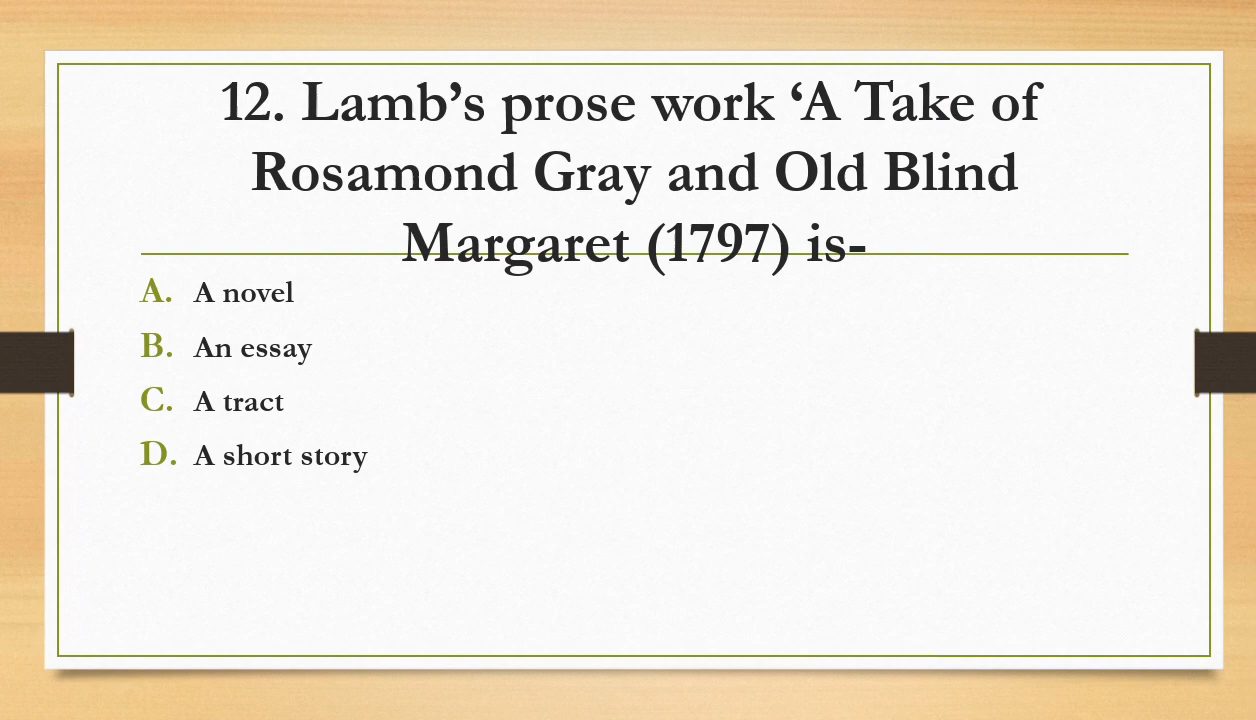 12. Lamb’s prose work ‘A Take of
Rosamond Gray and Old Blind
Margaret (1797) is-
A. A novel
B. An essay
C. A tract
D. A short story